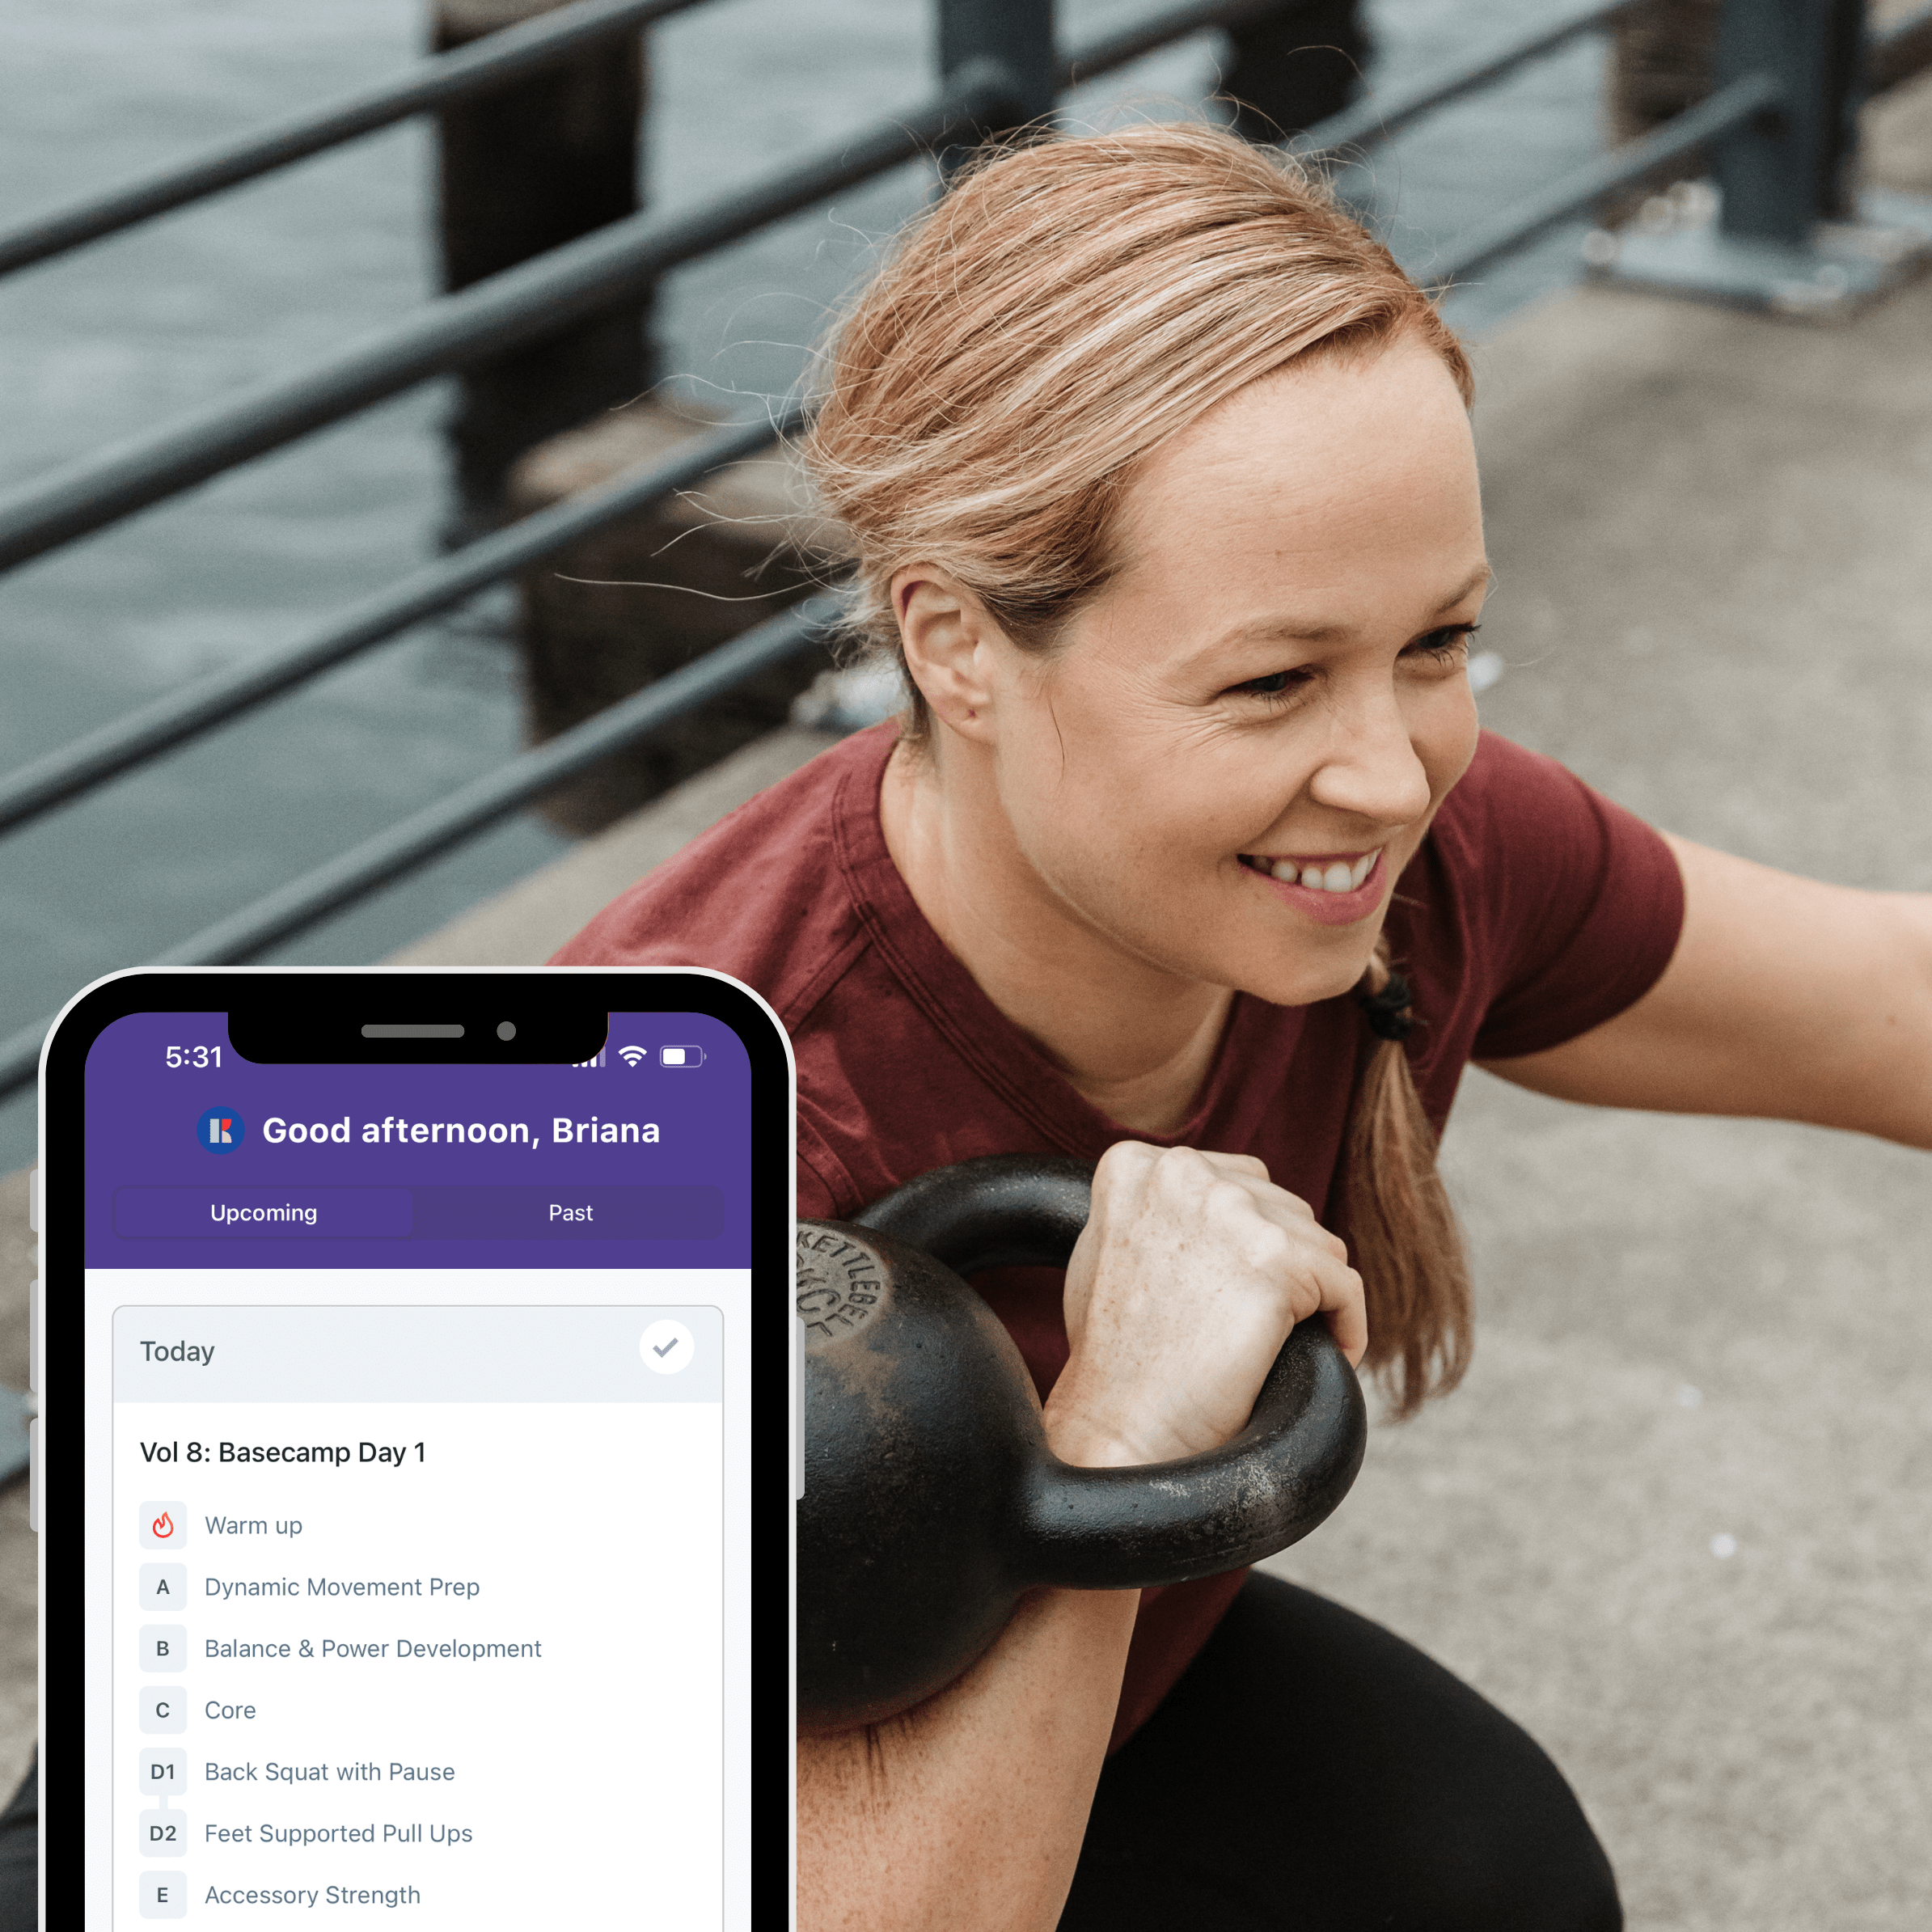 5:31
Good afternoon, Briana
Upcoming
Past
Today
Vol 8: Basecamp Day 1
Warm up
A Dynamic Movement Prep
B Balance & Power Development
C Core
D1 Back Squat with Pause
D2 Feet Supported Pull Ups
E Accessory Strength